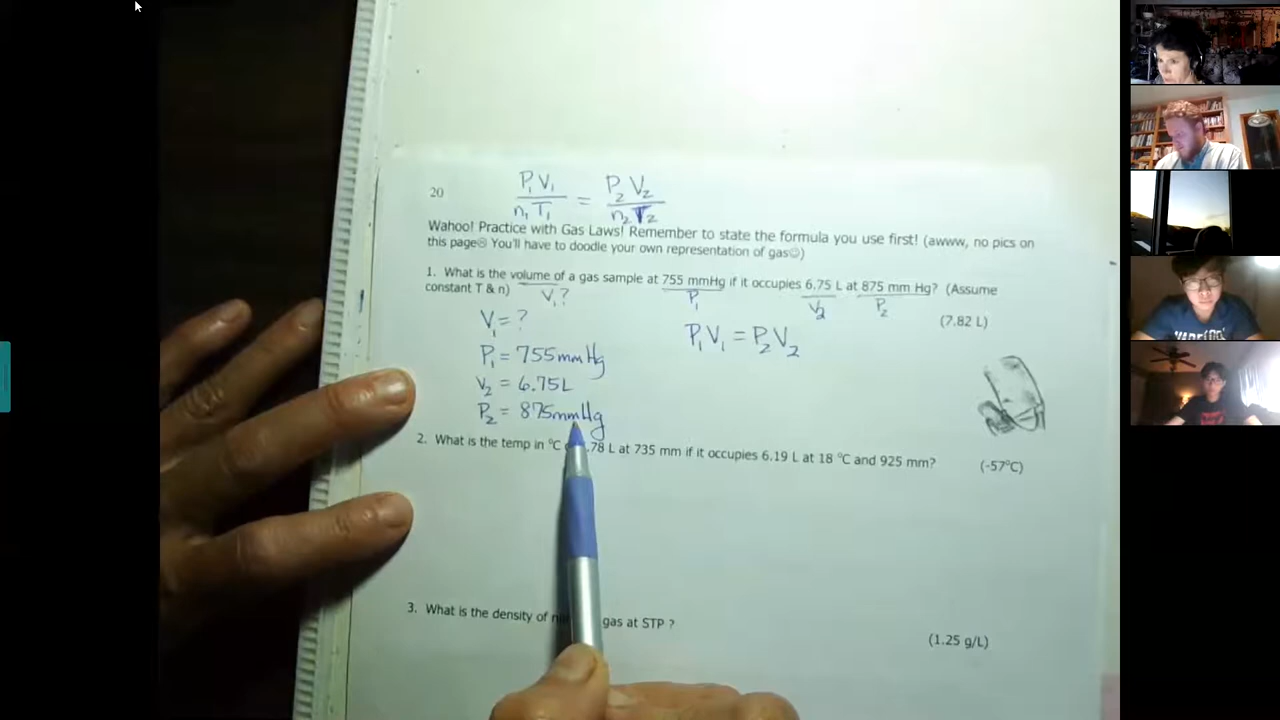 P₁V₁ / n₁T₁ = P₂V₂ / n₂T₂
20
Wahoo! Practice with Gas Laws! Remember to state the formula you use first! (awww, no pics on
this page☹ You'll have to doodle your own representation of gas☺)
1. What is the volume of a gas sample at 755 mmHg if it occupies 6.75 L at 875 mm Hg? (Assume
constant T & n)
V₁? P₁ V₂ P₂
(7.82 L)
V₁ = ?
P₁V₁ = P₂V₂
P₁ = 755mmHg
V₂ = 6.75L
P₂ = 875mmHg
2. What is the temp in °C .78 L at 735 mm if it occupies 6.19 L at 18 °C and 925 mm?
(-57°C)
3. What is the density of gas at STP ?
(1.25 g/L)